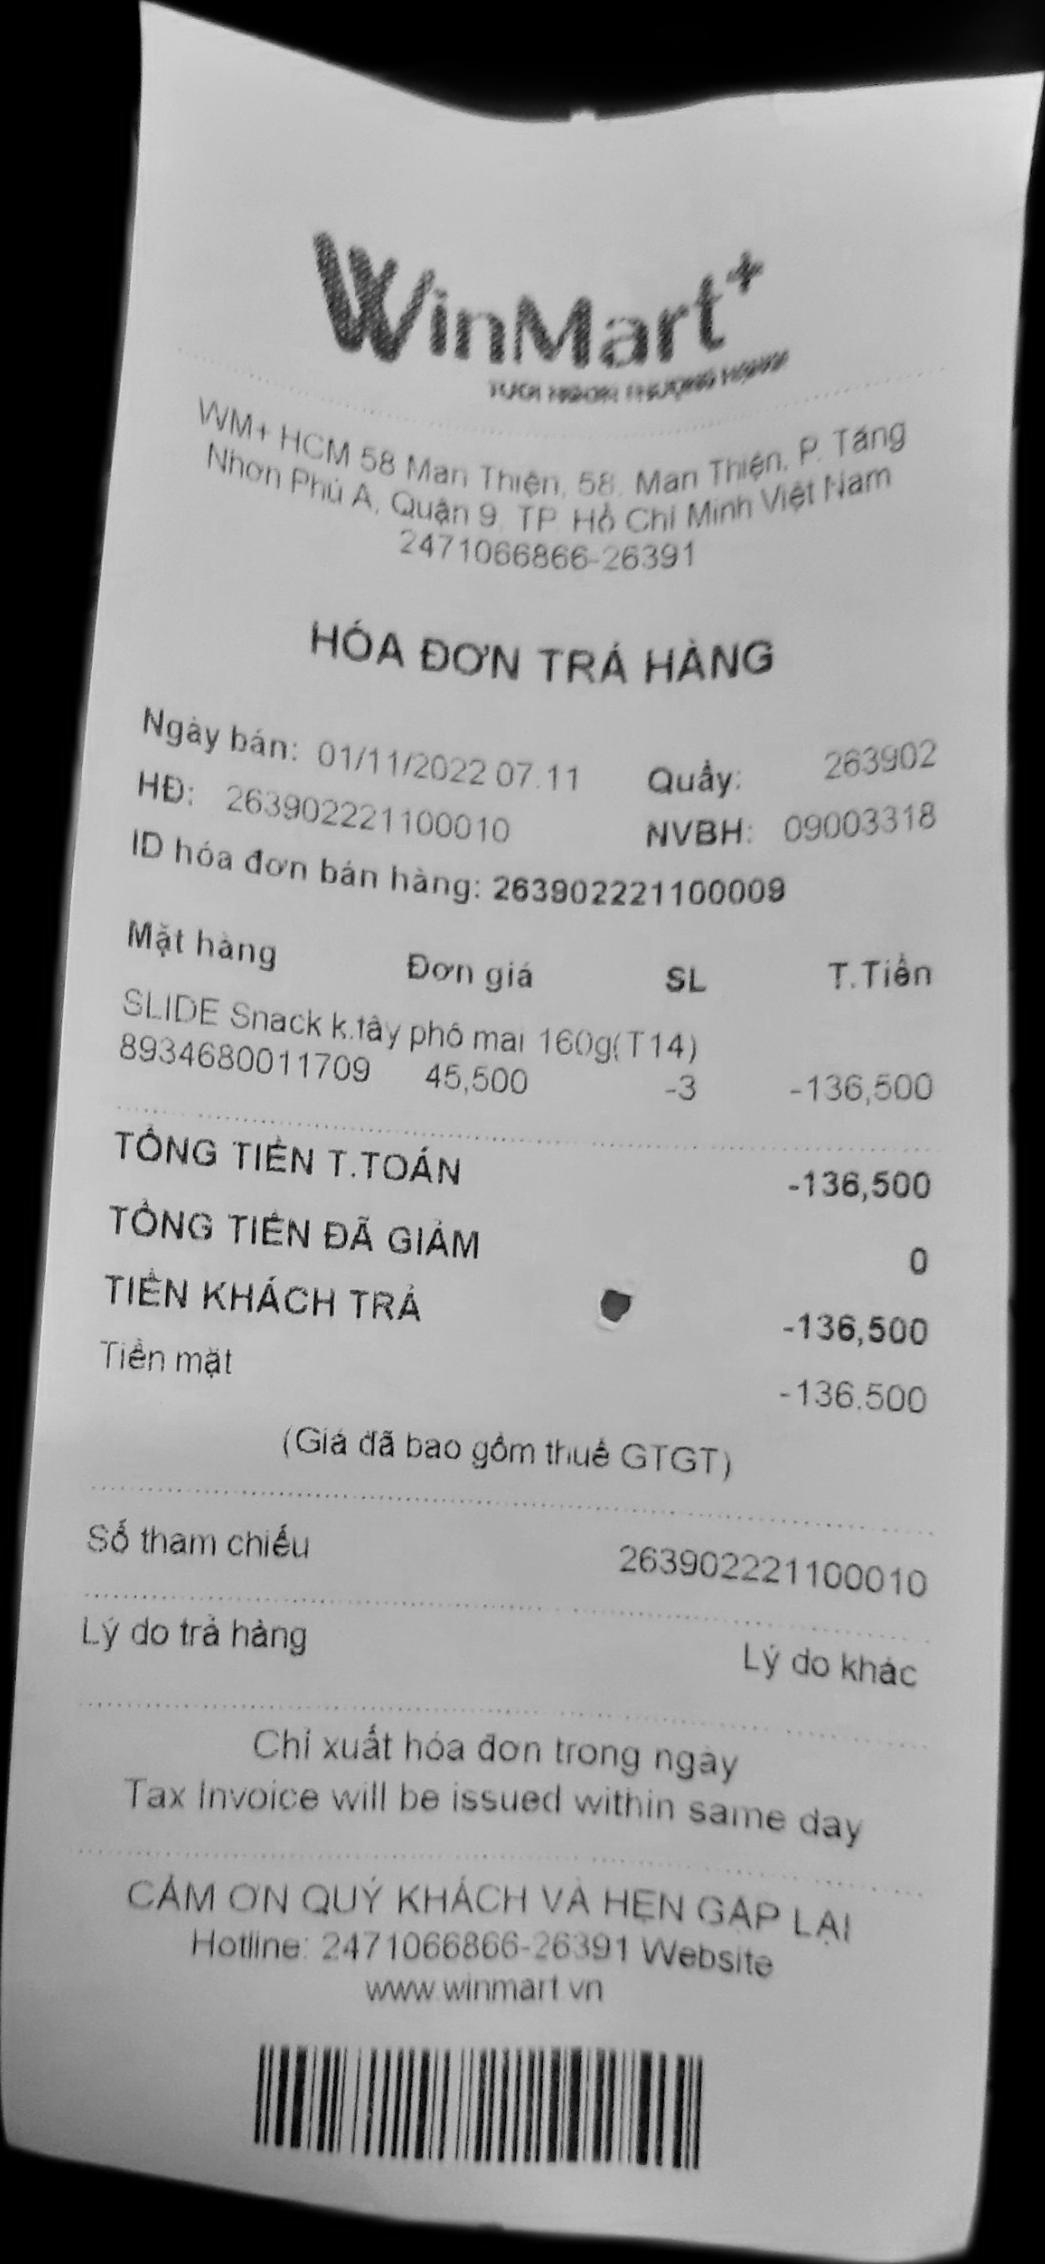 WinMart+
TƯƠI NGON THƯỢNG HẠNG
WM+ HCM 58 Man Thiện, 58, Man Thiện, P. Tăng
Nhơn Phú A, Quận 9, TP. Hồ Chí Minh Việt Nam
2471066866-26391
HÓA ĐƠN TRẢ HÀNG
Ngày bán: 01/11/2022 07.11 Quầy: 263902
HĐ: 263902221100010 NVBH: 09003318
ID hóa đơn bán hàng: 263902221100009
Mặt hàng Đơn giá SL T.Tiền
SLIDE Snack k.tây phô mai 160g(T14)
8934680011709 45,500 -3 -136,500
TỔNG TIỀN T.TOÁN -136,500
TỔNG TIỀN ĐÃ GIẢM 0
TIỀN KHÁCH TRẢ -136,500
Tiền mặt -136.500
(Giá đã bao gồm thuế GTGT)
Số tham chiếu 263902221100010
Lý do trả hàng Lý do khác
Chỉ xuất hóa đơn trong ngày
Tax Invoice will be issued within same day
CẢM ƠN QUÝ KHÁCH VÀ HẸN GẶP LẠI
Hotline: 2471066866-26391 Website
www.winmart.vn